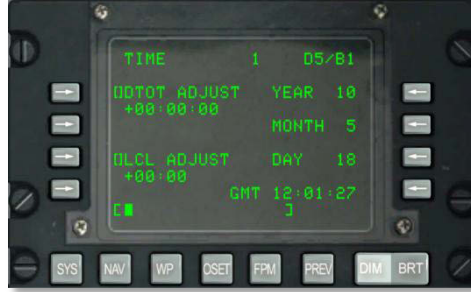 TIME 1 D5/B1
[]DTOT ADJUST YEAR 10
+00:00:00
MONTH 5
[]LCL ADJUST DAY 18
+00:00
GMT 12:01:27
[ ]
SYS NAV WP OSET FPM PREV DIM BRT